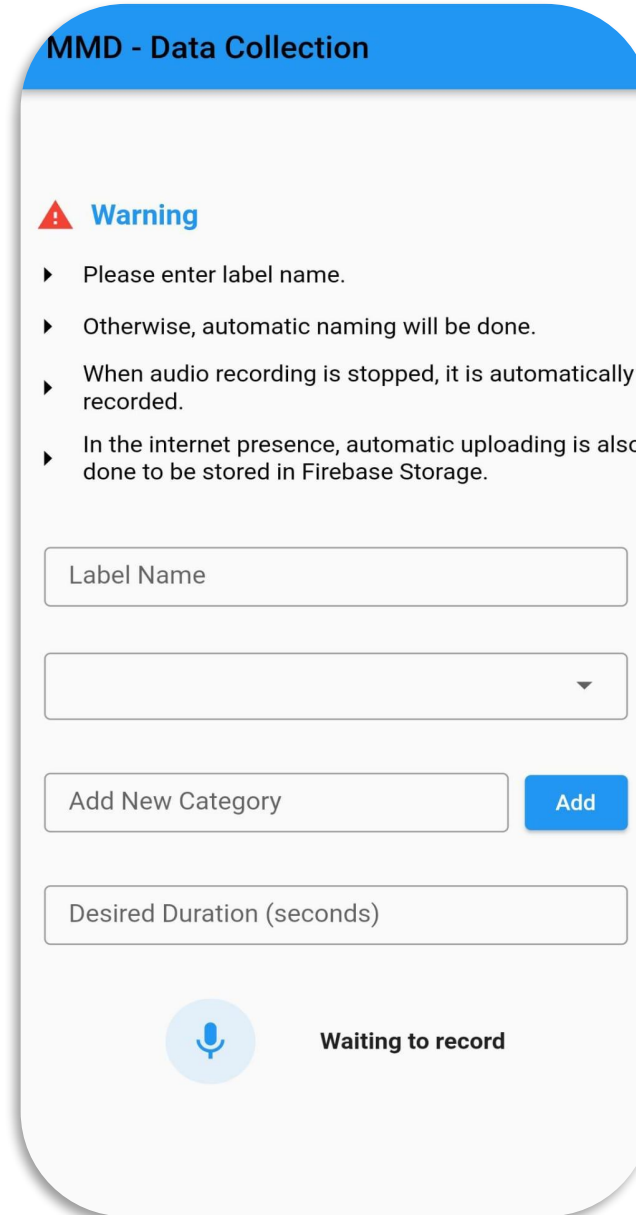 MMD - Data Collection
Warning
Please enter label name.
Otherwise, automatic naming will be done.
When audio recording is stopped, it is automatically
recorded.
In the internet presence, automatic uploading is also
done to be stored in Firebase Storage.
Label Name
Add New Category
Add
Desired Duration (seconds)
Waiting to record